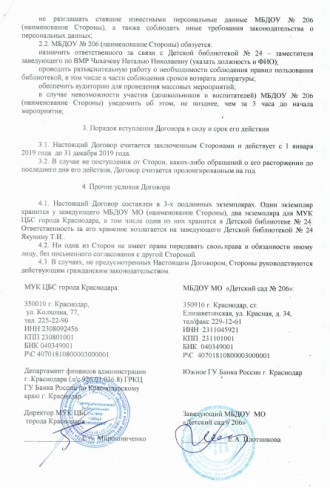 не разглашать ставшие известными персональные данные МБДОУ № 206
(наименование Стороны), а также соблюдать иные требования законодательства о
персональных данных;
2.2. МБДОУ № 206 (наименование Стороны) обязуется:
назначить ответственного за связи с Детской библиотекой № 24 – заместителя
заведующего по ВМР Чикачеву Наталью Николаевну (указать должность и ФИО);
проводить разъяснительную работу о необходимости соблюдения правил пользования
библиотекой, в том числе в части соблюдения сроков возврата литературы;
обеспечить аудиторию для проведения массовых мероприятий;
в случае невозможности участия (дошкольников и воспитателей) МБДОУ № 206
(наименование Стороны) уведомить об этом, не позднее, чем за 3 часа до начала
мероприятия;
3. Порядок вступления Договора в силу и срок его действия
3.1. Настоящий Договор считается заключенным Сторонами и действует с 1 января
2019 года до 31 декабря 2019 года.
3.2. В случае не поступления от Сторон, каких-либо обращений о его расторжении до
последнего дня его действия, Договор считается пролонгированным на год.
4. Прочие условия Договора
4.1. Настоящий Договор составлен в 3-х подлинных экземплярах. Один экземпляр
хранится у заведующего МБДОУ МО (наименование Стороны), два экземпляра для МУК
ЦБС города Краснодара, в том числе один из них хранится в Детской библиотеке № 24.
Ответственность за его хранение возлагается на заведующего Детской библиотекой № 24
Якунину Т.И.
4.2. Ни одна из Сторон не имеет права передавать свои права и обязанности иному
лицу, без письменного согласования с другой Стороной.
4.3. В случаях, не предусмотренных Настоящим Договором, Стороны руководствуются
действующим гражданским законодательством.
МУК ЦБС города Краснодара:
350010 г. Краснодар,
ул. Колхозная, 77,
тел. 225-22-90
ИНН 2308092456
КПП 230801001
БИК 040349001
Р\С 40701810800003000001
Департамент финансов администрации
г. Краснодара ГРКЦ
ГУ Банка России по Краснодарскому
краю г. Краснодар
Директор МУК ЦБС
города Краснодара
Мирошниченко
МБДОУ МО «Детский сад № 206»:
350916 г. Краснодар, ст.
Елизаветинская, ул. Красная, д. 34,
тел/факс 229-12-61
ИНН 2311045921
КПП 231101001
БИК 040349001
Р\С 40701810800003000001
Южное ГУ Банка России г. Краснодар
Заведующий МБДОУ МО
«Детский сад № 206»
Плотникова